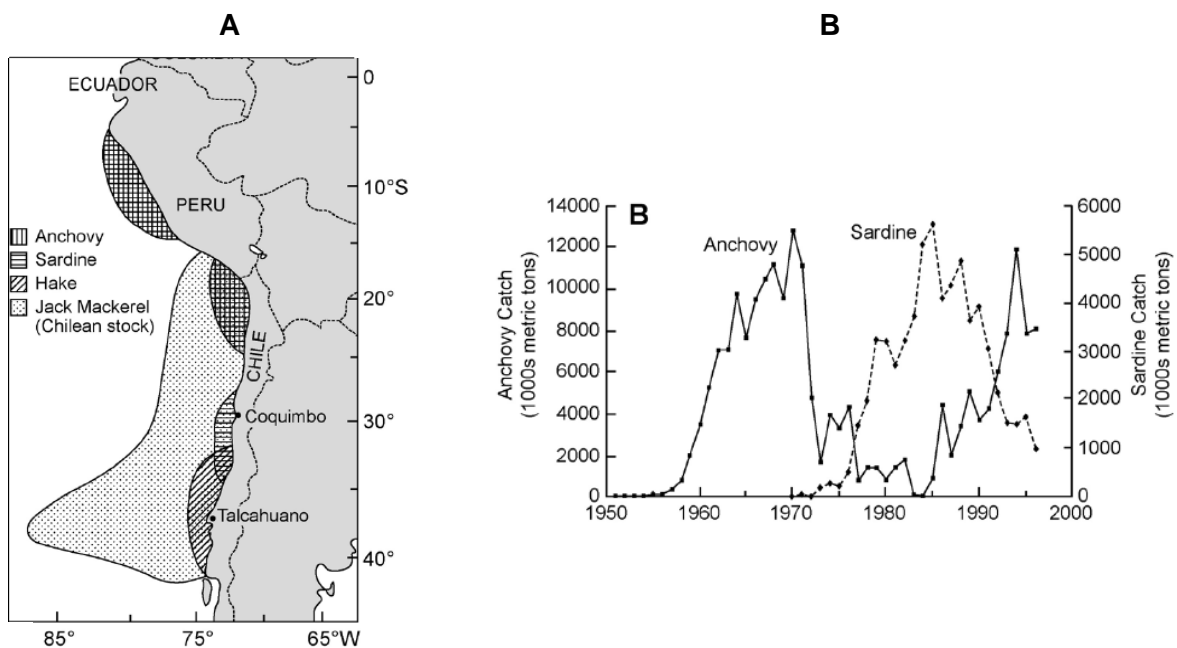 A
B
ECUADOR
PERU
CHILE
Coquimbo
Talcahuano
Anchovy
Sardine
Hake
Jack Mackerel
(Chilean stock)
0
10°S
20°
30°
40°
85°
75°
65°W
B
Anchovy
Sardine
Anchovy Catch
(1000s metric tons)
14000
12000
10000
8000
6000
4000
2000
0
6000
5000
4000
3000
2000
1000
0
Sardine Catch
(1000s metric tons)
1950
1960
1970
1980
1990
2000